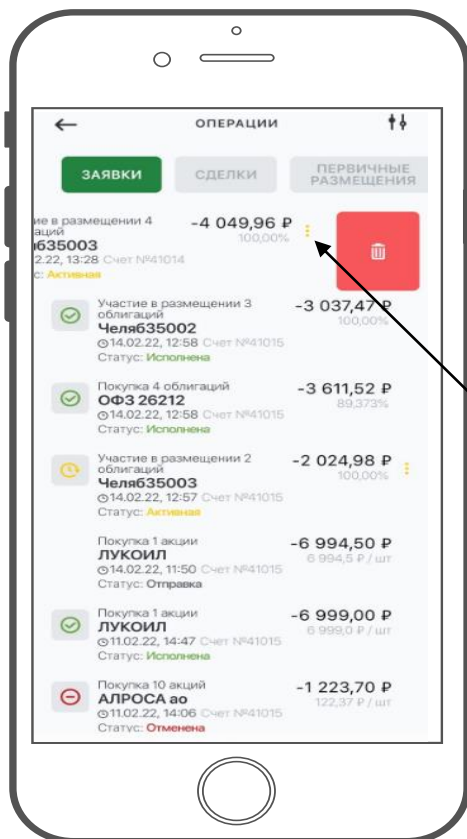 ОПЕРАЦИИ
ЗАЯВКИ
СДЕЛКИ
ПЕРВИЧНЫЕ
РАЗМЕЩЕНИЯ
ие в размещении 4
аций
б35003
2.22, 13:28 Счет №41014
с: Активная
-4 049,96 ₽
100,00%
Участие в размещении 3
облигаций
Челяб35002
14.02.22, 12:58 Счет №41015
Статус: Исполнена
-3 037,47 ₽
100,00%
Покупка 4 облигаций
ОФЗ 26212
14.02.22, 12:58 Счет №41015
Статус: Исполнена
-3 611,52 ₽
89,373%
Участие в размещении 2
облигаций
Челяб35003
14.02.22, 12:57 Счет №41015
Статус: Активная
-2 024,98 ₽
100,00%
Покупка 1 акции
ЛУКОИЛ
14.02.22, 11:50 Счет №41015
Статус: Отправка
-6 994,50 ₽
6 994,5 ₽ / шт
Покупка 1 акции
ЛУКОИЛ
11.02.22, 14:47 Счет №41015
Статус: Исполнена
-6 999,00 ₽
6 999,0 ₽ / шт
Покупка 10 акций
АЛРОСА ао
11.02.22, 14:06 Счет №41015
Статус: Отменена
-1 223,70 ₽
122,37 ₽ / шт